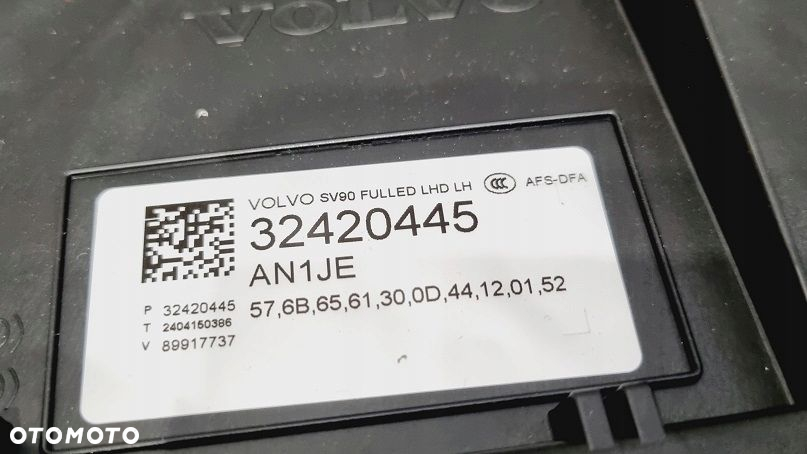 VOLVO
VOLVO SV90 FULLED LHD LH CCC AFS-DFA
32420445
AN1JE
57,6B,65,61,30,0D,44,12,01,52
P 32420445
T 2404150386
V 89917737
OTOMOTO